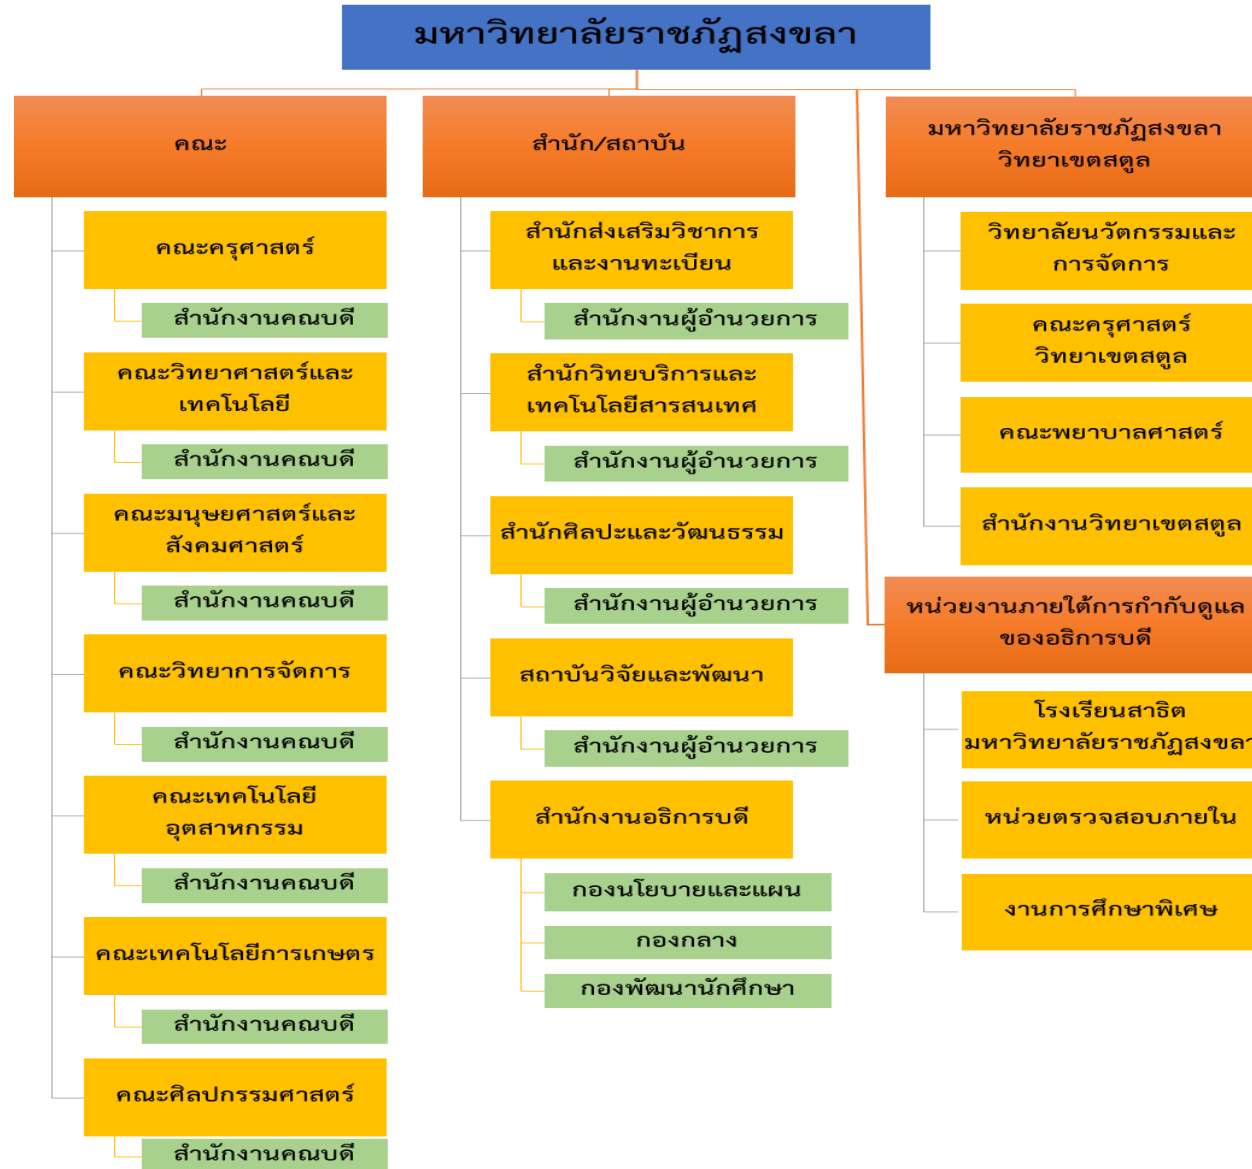 มหาวิทยาลัยราชภัฏสงขลา
คณะ
คณะครุศาสตร์
สำนักงานคณบดี
คณะวิทยาศาสตร์และ
เทคโนโลยี
สำนักงานคณบดี
คณะมนุษยศาสตร์และ
สังคมศาสตร์
สำนักงานคณบดี
คณะวิทยาการจัดการ
สำนักงานคณบดี
คณะเทคโนโลยี
อุตสาหกรรม
สำนักงานคณบดี
คณะเทคโนโลยีการเกษตร
สำนักงานคณบดี
คณะศิลปกรรมศาสตร์
สำนักงานคณบดี
สำนัก/สถาบัน
สำนักส่งเสริมวิชาการ
และงานทะเบียน
สำนักงานผู้อำนวยการ
สำนักวิทยบริการและ
เทคโนโลยีสารสนเทศ
สำนักงานผู้อำนวยการ
สำนักศิลปะและวัฒนธรรม
สำนักงานผู้อำนวยการ
สถาบันวิจัยและพัฒนา
สำนักงานผู้อำนวยการ
สำนักงานอธิการบดี
กองนโยบายและแผน
กองกลาง
กองพัฒนานักศึกษา
มหาวิทยาลัยราชภัฏสงขลา
วิทยาเขตสตูล
วิทยาลัยนวัตกรรมและ
การจัดการ
คณะครุศาสตร์
วิทยาเขตสตูล
คณะพยาบาลศาสตร์
สำนักงานวิทยาเขตสตูล
หน่วยงานภายใต้การกำกับดูแล
ของอธิการบดี
โรงเรียนสาธิต
มหาวิทยาลัยราชภัฏสงขลา
หน่วยตรวจสอบภายใน
งานการศึกษาพิเศษ